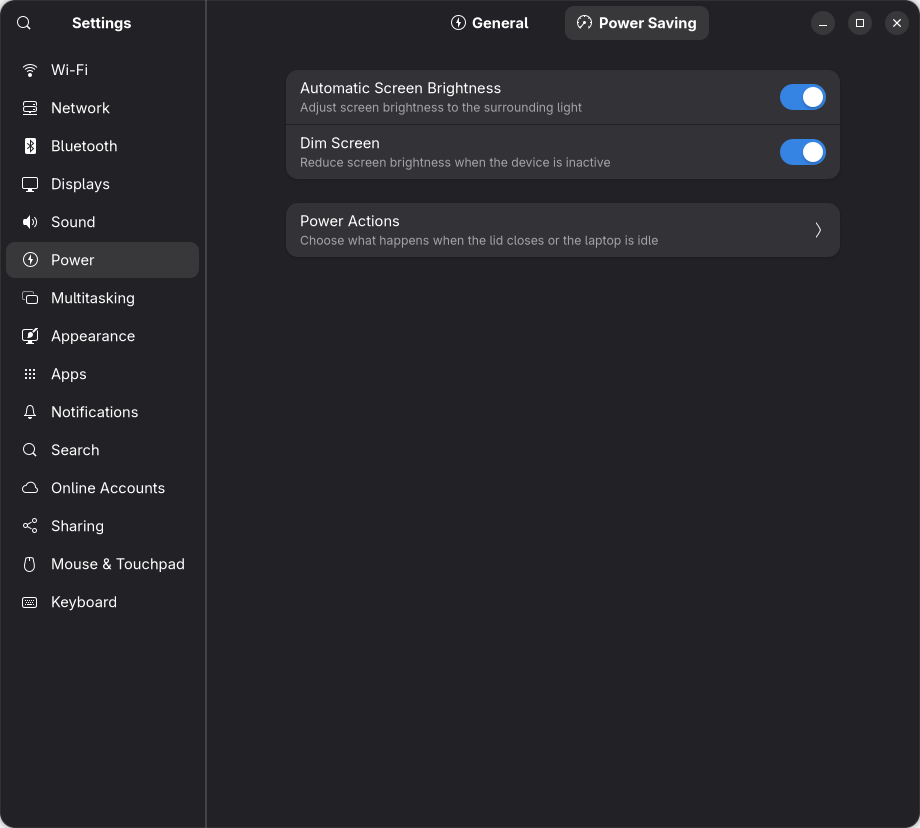 Settings
General
Power Saving
Wi-Fi
Network
Bluetooth
Displays
Sound
Power
Multitasking
Appearance
Apps
Notifications
Search
Online Accounts
Sharing
Mouse & Touchpad
Keyboard
Automatic Screen Brightness
Adjust screen brightness to the surrounding light
Dim Screen
Reduce screen brightness when the device is inactive
Power Actions
Choose what happens when the lid closes or the laptop is idle